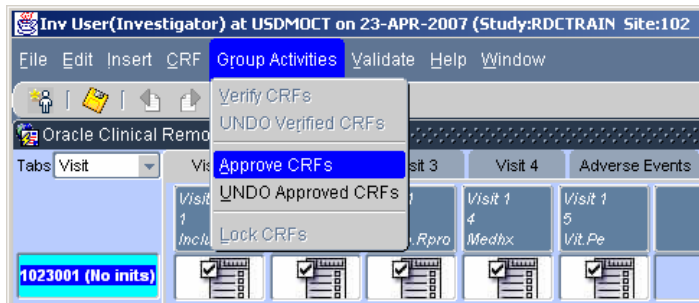 Inv User(Investigator) at USDMOCT on 23-APR-2007 (Study:RDCTRAIN Site:102
File Edit Insert CRF Group Activities Validate Help Window
Verify CRFs
UNDO Verified CRFs
Approve CRFs
UNDO Approved CRFs
Lock CRFs
Oracle Clinical Remo
Tabs Visit Vis sit 3 Visit 4 Adverse Events
Visit 1 Visit 1
1 4 5
Inclu .Rpro Medhx Vit.Pe
1023001 (No inits)